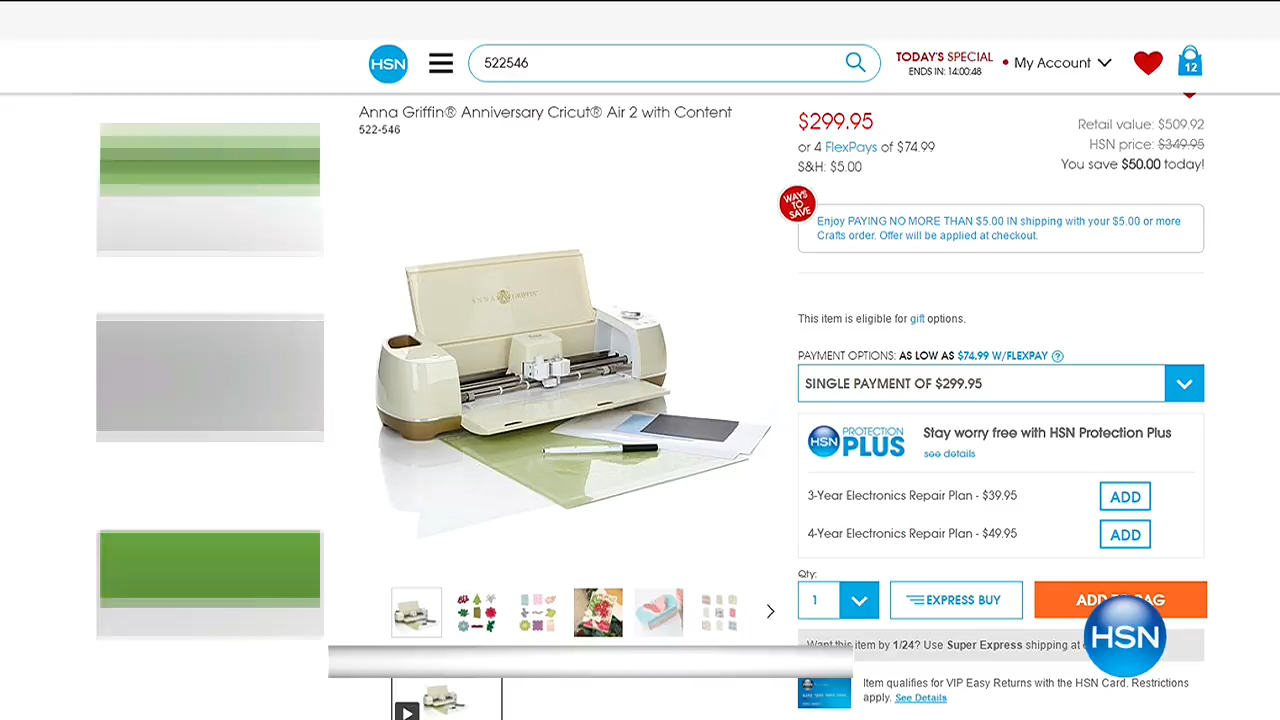 HSN
522546
TODAY'S SPECIAL
ENDS IN: 14:00:48
• My Account
12
Anna Griffin® Anniversary Cricut® Air 2 with Content
522-546
$299.95
or 4 FlexPays of $74.99
S&H: $5.00
Retail value: $509.92
HSN price: $349.95
You save $50.00 today!
WAYS
TO
SAVE
Enjoy PAYING NO MORE THAN $5.00 IN shipping with your $5.00 or more
Crafts order. Offer will be applied at checkout.
ANNA GRIFFIN
This item is eligible for gift options.
PAYMENT OPTIONS: AS LOW AS $74.99 W/FLEXPAY ?
SINGLE PAYMENT OF $299.95
HSN PROTECTION
PLUS
Stay worry free with HSN Protection Plus
see details
3-Year Electronics Repair Plan - $39.95
ADD
4-Year Electronics Repair Plan - $49.95
ADD
Qty:
1
EXPRESS BUY
ADD TO BAG
HSN
Want this item by 1/24? Use Super Express shipping at
Item qualifies for VIP Easy Returns with the HSN Card. Restrictions
apply. See Details